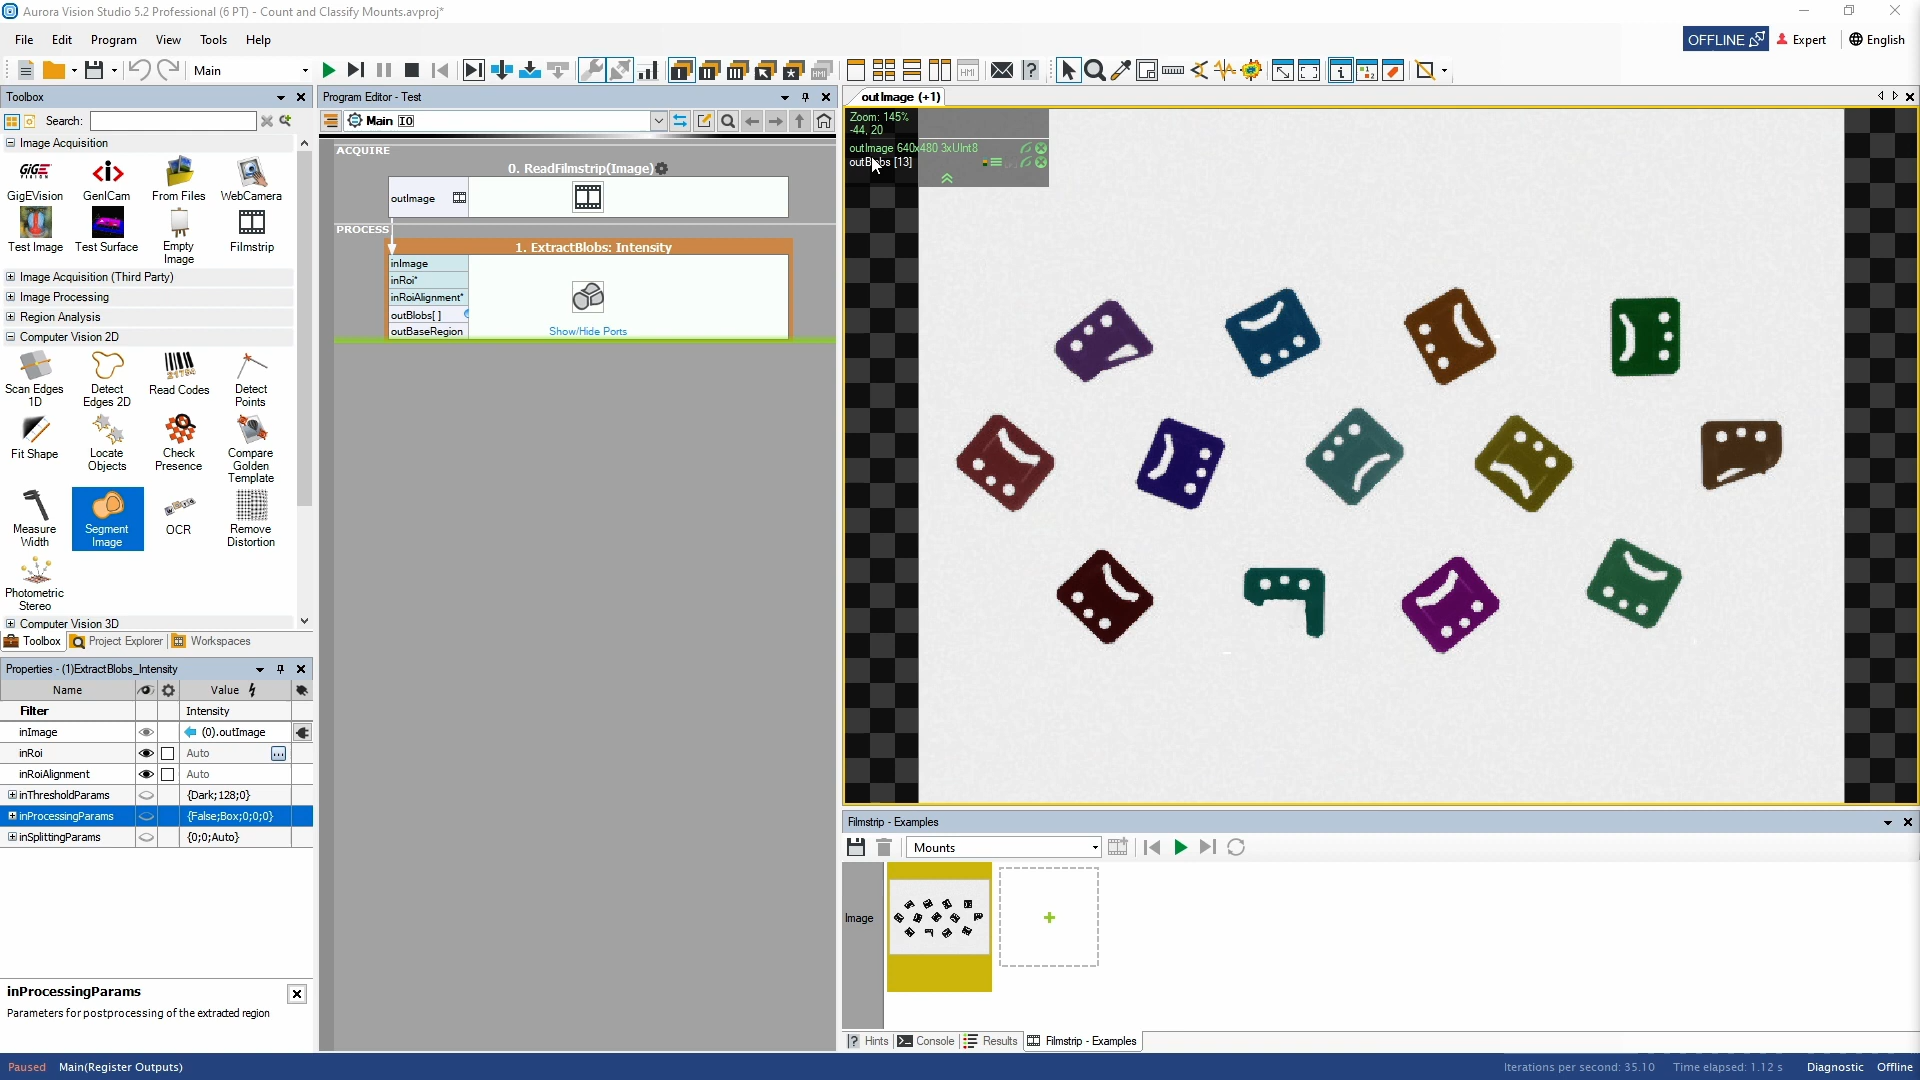 Aurora Vision Studio 5.2 Professional (6 PT) - Count and Classify Mounts.avproj*
File Edit Program View Tools Help
OFFLINE Expert English
Main
Toolbox
Search:
Image Acquisition
GigEVision GenICam From Files WebCamera
Test Image Test Surface Empty Image Filmstrip
Image Acquisition (Third Party)
Image Processing
Region Analysis
Computer Vision 2D
Scan Edges 1D Detect Edges 2D Read Codes Detect Points
Fit Shape Locate Objects Check Presence Compare Golden Template
Measure Width Segment Image OCR Remove Distortion
Photometric Stereo
Computer Vision 3D
Toolbox Project Explorer Workspaces
Properties - (1)ExtractBlobs_Intensity
Name Value
Filter Intensity
inImage (0).outImage
inRoi Auto
inRoiAlignment Auto
inThresholdParams {Dark;128;0}
inProcessingParams {False;Box;0;0;0}
inSplittingParams {0;0;Auto}
inProcessingParams
Parameters for postprocessing of the extracted region
Program Editor - Test
Main IO
ACQUIRE
0. ReadFilmstrip(Image)
outImage
PROCESS
1. ExtractBlobs: Intensity
inImage
inRoi*
inRoiAlignment*
outBlobs[ ]
outBaseRegion
Show/Hide Ports
outImage (+1)
Zoom: 145%
-44, 20
outImage 640x480 3xUInt8
outBlobs [13]
Filmstrip - Examples
Mounts
Image
Hints Console Results Filmstrip - Examples
Paused Main(Register Outputs) Iterations per second: 35.10 Time elapsed: 1.12 s Diagnostic Offline